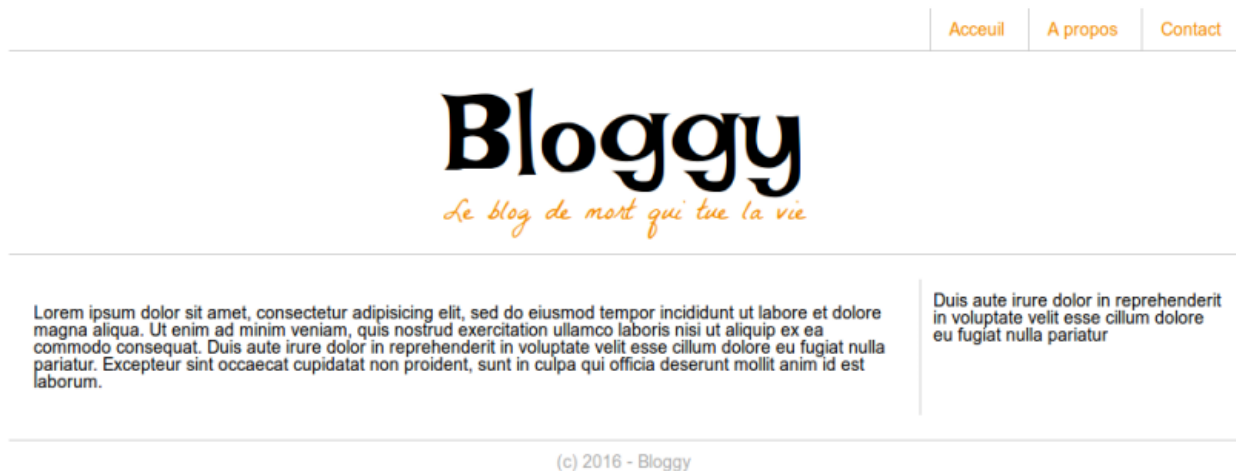 Acceuil A propos Contact
Bloggy
Le blog de mort qui tue la vie
Lorem ipsum dolor sit amet, consectetur adipisicing elit, sed do eiusmod tempor incididunt ut labore et dolore
magna aliqua. Ut enim ad minim veniam, quis nostrud exercitation ullamco laboris nisi ut aliquip ex ea
commodo consequat. Duis aute irure dolor in reprehenderit in voluptate velit esse cillum dolore eu fugiat nulla
pariatur. Excepteur sint occaecat cupidatat non proident, sunt in culpa qui officia deserunt mollit anim id est
laborum.
Duis aute irure dolor in reprehenderit
in voluptate velit esse cillum dolore
eu fugiat nulla pariatur
(c) 2016 - Bloggy